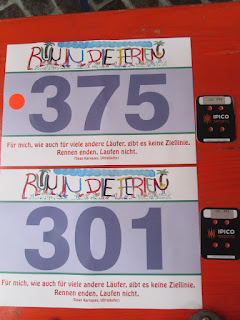 RUN IN DIE FERIEN
375
Für mich, wie auch für viele andere Läufer, gibt es keine Ziellinie.
Rennen enden, Laufen nicht.
IPICO
RUN IN DIE FERIEN
301
Für mich, wie auch für viele andere Läufer, gibt es keine Ziellinie.
Rennen enden, Laufen nicht.
IPICO